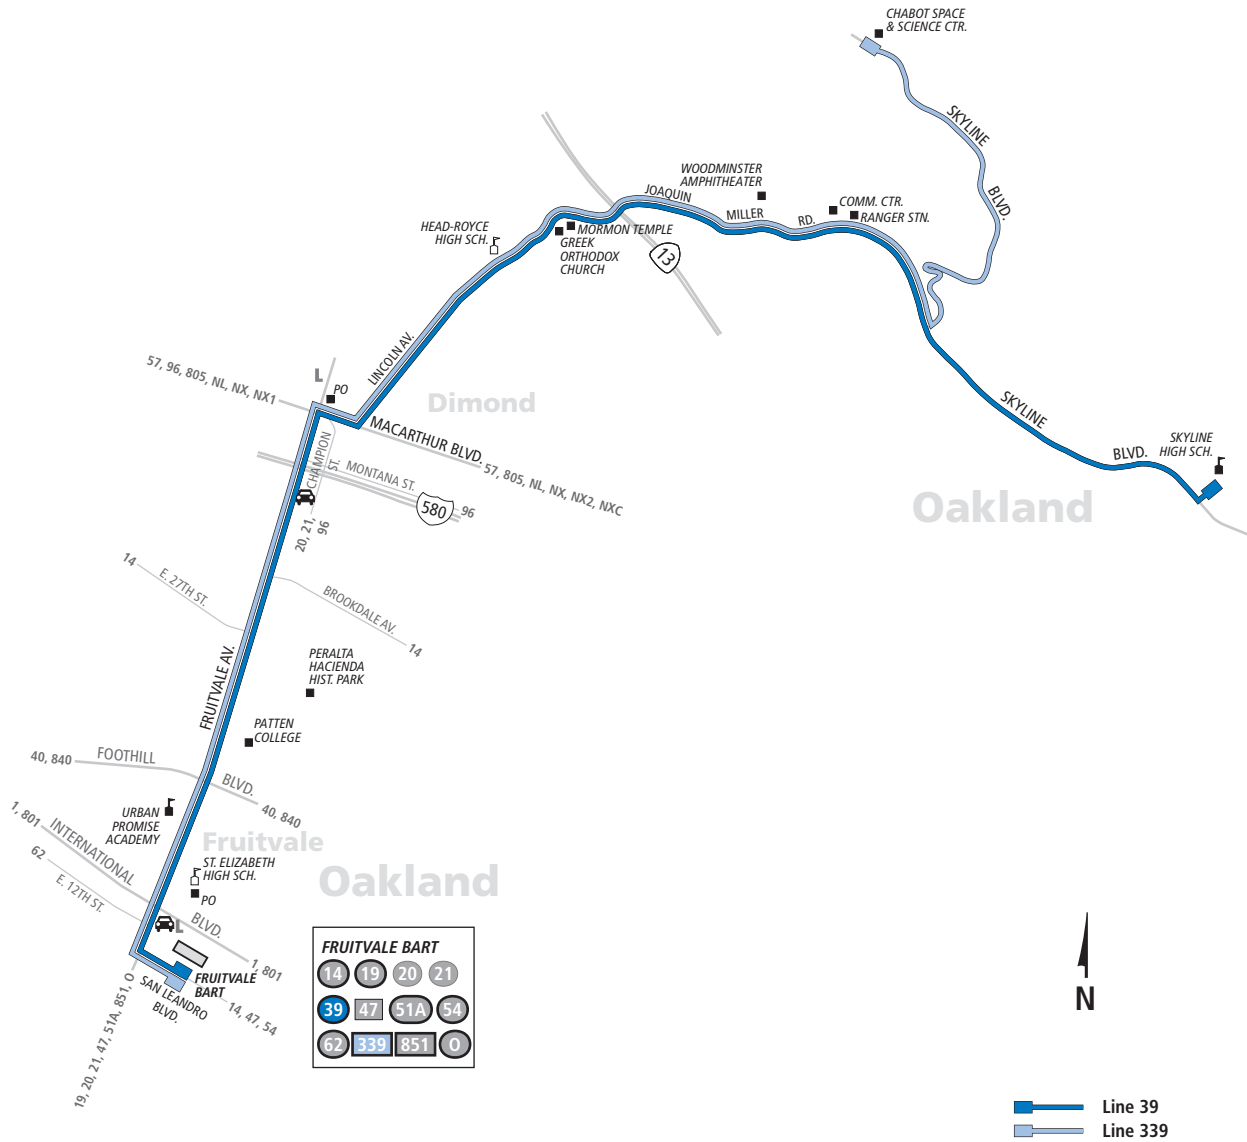 CHABOT SPACE
& SCIENCE CTR.
SKYLINE
BLVD.
WOODMINSTER
AMPHITHEATER
JOAQUIN
MILLER
RD.
COMM. CTR.
RANGER STN.
HEAD-ROYCE
HIGH SCH.
MORMON TEMPLE
GREEK
ORTHODOX
CHURCH
13
LINCOLN AV.
57, 96, 805, NL, NX, NX1
L
PO
Dimond
MACARTHUR BLVD.
57, 805, NL, NX, NX2, NXC
CHAMPION
ST.
MONTANA ST.
580
96
20, 21,
96
SKYLINE
BLVD.
SKYLINE
HIGH SCH.
Oakland
14
E. 27TH ST.
BROOKDALE AV.
14
FRUITVALE AV.
PERALTA
HACIENDA
HIST. PARK
PATTEN
COLLEGE
40, 840
FOOTHILL
BLVD.
40, 840
URBAN
PROMISE
ACADEMY
1, 801
INTERNATIONAL
BLVD.
1, 801
62
E. 12TH ST.
Fruitvale
ST. ELIZABETH
HIGH SCH.
PO
Oakland
L
FRUITVALE
BART
SAN LEANDRO
BLVD.
14, 47, 54
19, 20, 21, 47, 51A, 851, O
FRUITVALE BART
14 19 20 21
39 47 51A 54
62 339 851 O
N
Line 39
Line 339